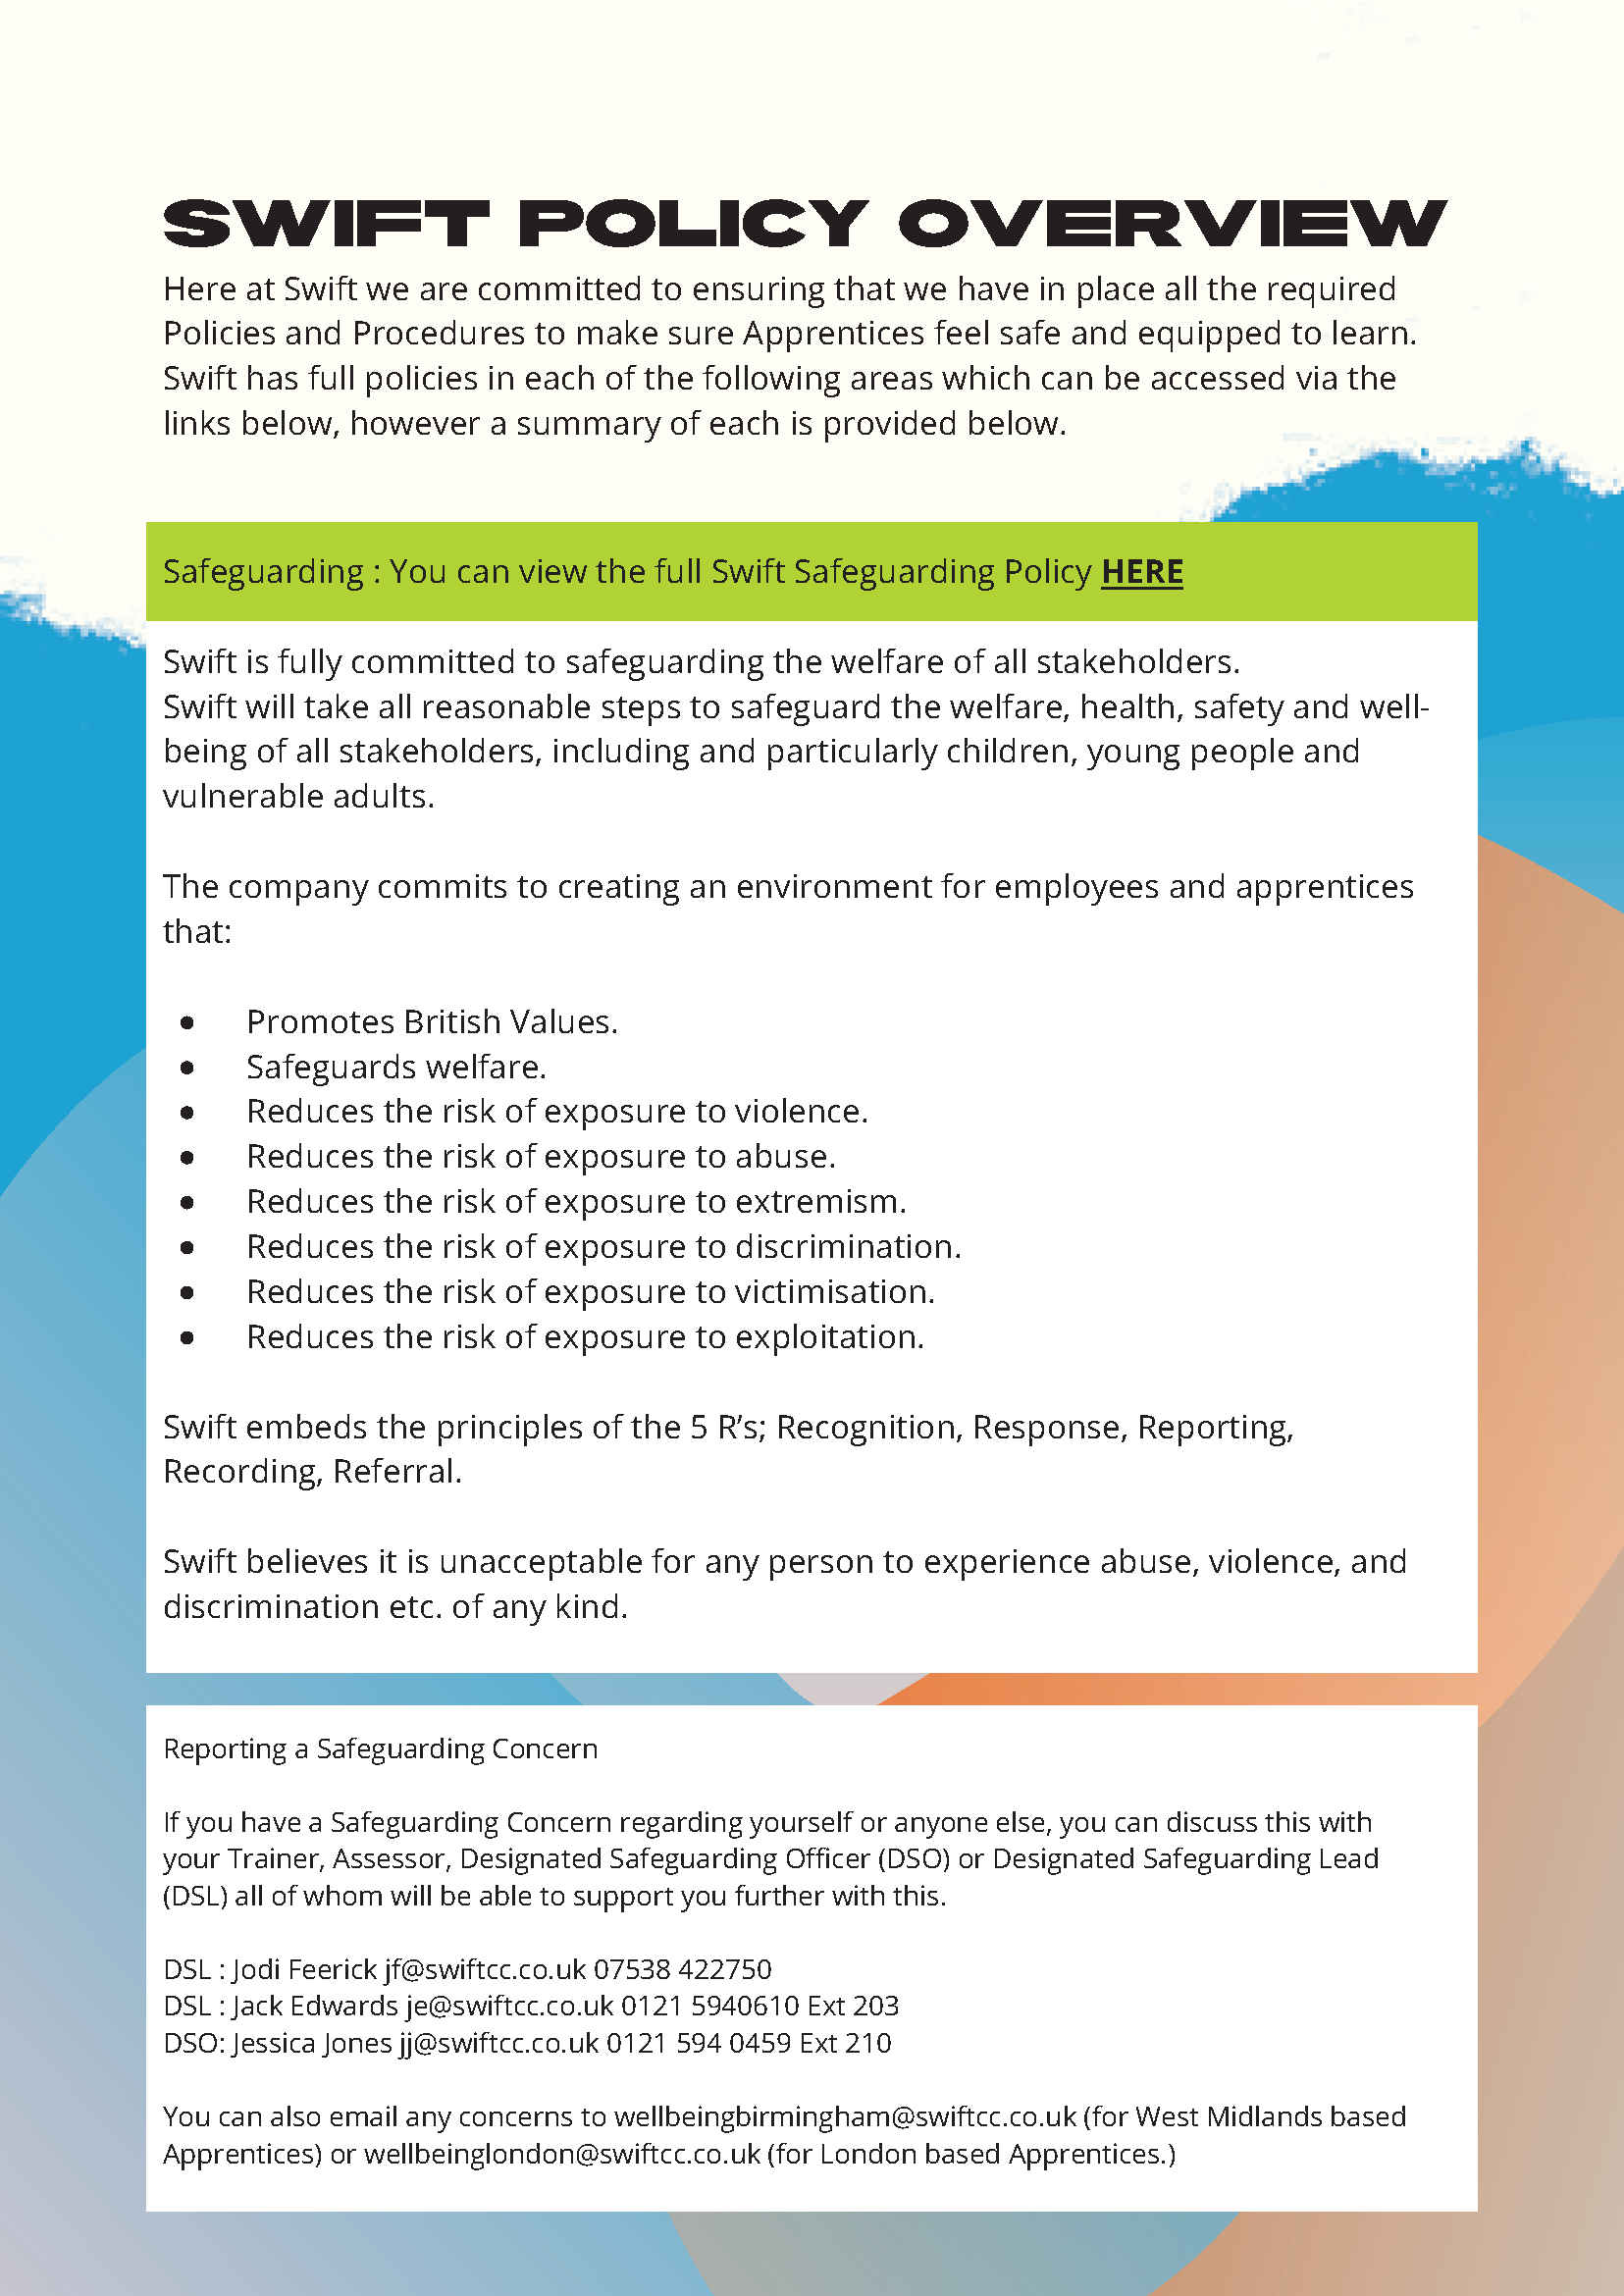 SWIFT POLICY OVERVIEW
Here at Swift we are committed to ensuring that we have in place all the required
Policies and Procedures to make sure Apprentices feel safe and equipped to learn.
Swift has full policies in each of the following areas which can be accessed via the
links below, however a summary of each is provided below.
Safeguarding : You can view the full Swift Safeguarding Policy HERE
Swift is fully committed to safeguarding the welfare of all stakeholders.
Swift will take all reasonable steps to safeguard the welfare, health, safety and well-
being of all stakeholders, including and particularly children, young people and
vulnerable adults.
The company commits to creating an environment for employees and apprentices
that:
• Promotes British Values.
• Safeguards welfare.
• Reduces the risk of exposure to violence.
• Reduces the risk of exposure to abuse.
• Reduces the risk of exposure to extremism.
• Reduces the risk of exposure to discrimination.
• Reduces the risk of exposure to victimisation.
• Reduces the risk of exposure to exploitation.
Swift embeds the principles of the 5 R’s; Recognition, Response, Reporting,
Recording, Referral.
Swift believes it is unacceptable for any person to experience abuse, violence, and
discrimination etc. of any kind.
Reporting a Safeguarding Concern
If you have a Safeguarding Concern regarding yourself or anyone else, you can discuss this with
your Trainer, Assessor, Designated Safeguarding Officer (DSO) or Designated Safeguarding Lead
(DSL) all of whom will be able to support you further with this.
DSL : Jodi Feerick jf@swiftcc.co.uk 07538 422750
DSL : Jack Edwards je@swiftcc.co.uk 0121 5940610 Ext 203
DSO: Jessica Jones jj@swiftcc.co.uk 0121 594 0459 Ext 210
You can also email any concerns to wellbeingbirmingham@swiftcc.co.uk (for West Midlands based
Apprentices) or wellbeinglondon@swiftcc.co.uk (for London based Apprentices.)